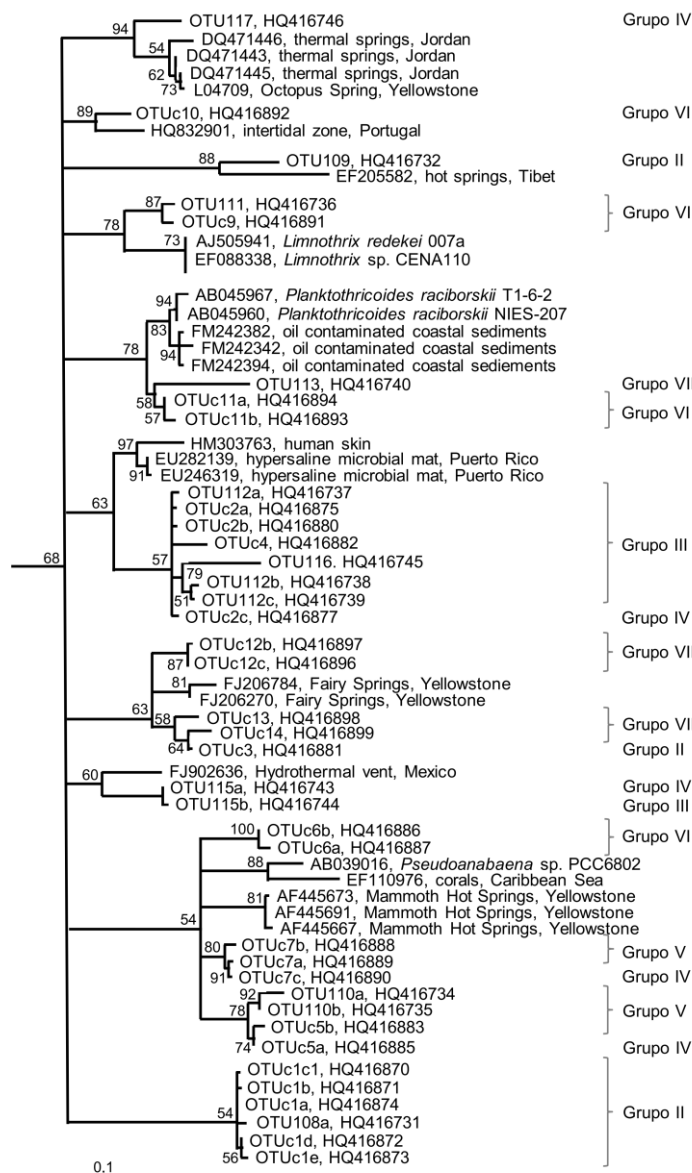 94 OTU117, HQ416746 Grupo IV
54 DQ471446, thermal springs, Jordan
DQ471443, thermal springs, Jordan
62 DQ471445, thermal springs, Jordan
73 L04709, Octopus Spring, Yellowstone
89 OTUc10, HQ416892 Grupo VI
HQ832901, intertidal zone, Portugal
88 OTU109, HQ416732 Grupo II
EF205582, hot springs, Tibet
87 OTU111, HQ416736 Grupo VI
78 OTUc9, HQ416891
73 AJ505941, Limnothrix redekei 007a
EF088338, Limnothrix sp. CENA110
94 AB045967, Planktothricoides raciborskii T1-6-2
83 AB045960, Planktothricoides raciborskii NIES-207
FM242382, oil contaminated coastal sediments
78 94 FM242342, oil contaminated coastal sediments
FM242394, oil contaminated coastal sediements
OTU113, HQ416740 Grupo VII
58 OTUc11a, HQ416894 Grupo VI
57 OTUc11b, HQ416893
97 HM303763, human skin
EU282139, hypersaline microbial mat, Puerto Rico
91 EU246319, hypersaline microbial mat, Puerto Rico
63 OTU112a, HQ416737
OTUc2a, HQ416875
OTUc2b, HQ416880
OTUc4, HQ416882 Grupo III
68 57 OTU116. HQ416745
79 OTU112b, HQ416738
51 OTU112c, HQ416739
OTUc2c, HQ416877 Grupo IV
OTUc12b, HQ416897 Grupo VII
87 OTUc12c, HQ416896
81 FJ206784, Fairy Springs, Yellowstone
63 FJ206270, Fairy Springs, Yellowstone
58 OTUc13, HQ416898 Grupo VII
OTUc14, HQ416899
64 OTUc3, HQ416881 Grupo II
60 FJ902636, Hydrothermal vent, Mexico
OTU115a, HQ416743 Grupo IV
OTU115b, HQ416744 Grupo III
100 OTUc6b, HQ416886 Grupo VI
OTUc6a, HQ416887
88 AB039016, Pseudoanabaena sp. PCC6802
EF110976, corals, Caribbean Sea
81 AF445673, Mammoth Hot Springs, Yellowstone
54 AF445691, Mammoth Hot Springs, Yellowstone
AF445667, Mammoth Hot Springs, Yellowstone
80 OTUc7b, HQ416888 Grupo V
OTUc7a, HQ416889
91 OTUc7c, HQ416890 Grupo IV
92 OTU110a, HQ416734
78 OTU110b, HQ416735 Grupo V
OTUc5b, HQ416883
74 OTUc5a, HQ416885 Grupo IV
OTUc1c1, HQ416870
OTUc1b, HQ416871
54 OTUc1a, HQ416874 Grupo II
OTU108a, HQ416731
OTUc1d, HQ416872
56 OTUc1e, HQ416873
0.1